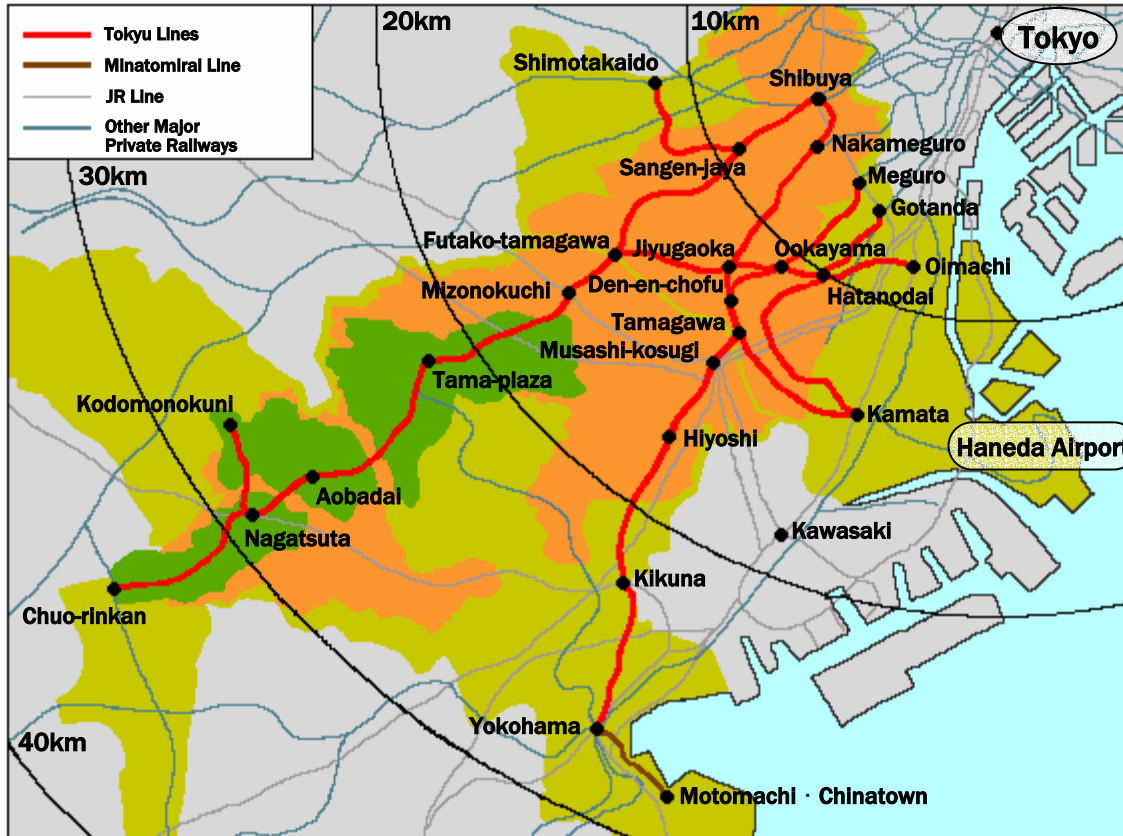 Tokyu Lines
Minatomirai Line
JR Line
Other Major
Private Railways
20km
10km
Tokyo
Shimotakaido
Shibuya
Sangen-jaya
Nakameguro
30km
Meguro
Gotanda
Futako-tamagawa
Jiyugaoka
Ookayama
Oimachi
Mizonokuchi
Den-en-chofu
Hatanodai
Tamagawa
Musashi-kosugi
Tama-plaza
Kodomonokuni
Kamata
Hiyoshi
Haneda Airport
Aobadai
Nagatsuta
Kawasaki
Kikuna
Chuo-rinkan
Yokohama
40km
Motomachi · Chinatown